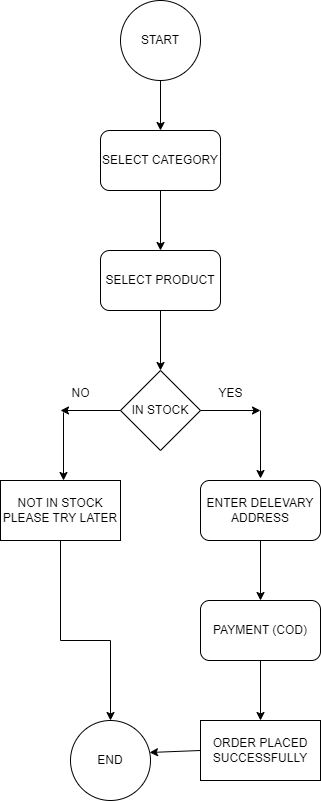 START
SELECT CATEGORY
SELECT PRODUCT
NO
YES
IN STOCK
NOT IN STOCK
PLEASE TRY LATER
ENTER DELEVARY
ADDRESS
PAYMENT (COD)
ORDER PLACED
SUCCESSFULLY
END